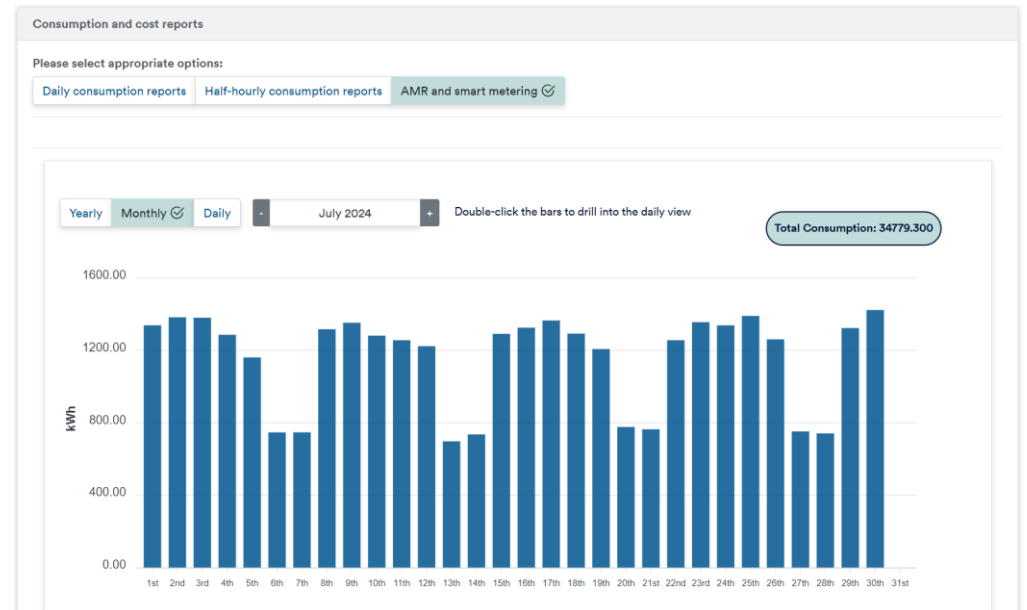 Consumption and cost reports
Please select appropriate options:
Daily consumption reports Half-hourly consumption reports AMR and smart metering
Yearly Monthly Daily - July 2024 + Double-click the bars to drill into the daily view
Total Consumption: 34779.300
1600.00
1200.00
800.00
400.00
0.00
kWh
1st 2nd 3rd 4th 5th 6th 7th 8th 9th 10th 11th 12th 13th 14th 15th 16th 17th 18th 19th 20th 21st 22nd 23rd 24th 25th 26th 27th 28th 29th 30th 31st